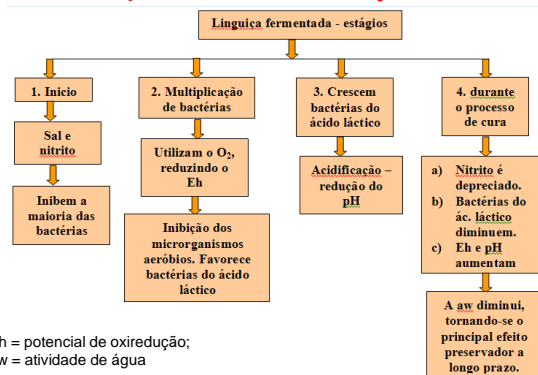 Linguiça fermentada - estágios
1. Inicio
Sal e
nitrito
Inibem a
maioria das
bactérias
2. Multiplicação
de bactérias
Utilizam o O₂,
reduzindo o
Eh
Inibição dos
microrganismos
aeróbios. Favorece
bactérias do ácido
láctico
3. Crescem
bactérias do
ácido láctico
Acidificação –
redução do
pH
4. durante
o processo
de cura
a) Nitrito é
depreciado.
b) Bactérias do
ác. láctico
diminuem.
c) Eh e pH
aumentam
A aw diminui,
tornando-se o
principal efeito
preservador a
longo prazo.
h = potencial de oxiredução;
w = atividade de água